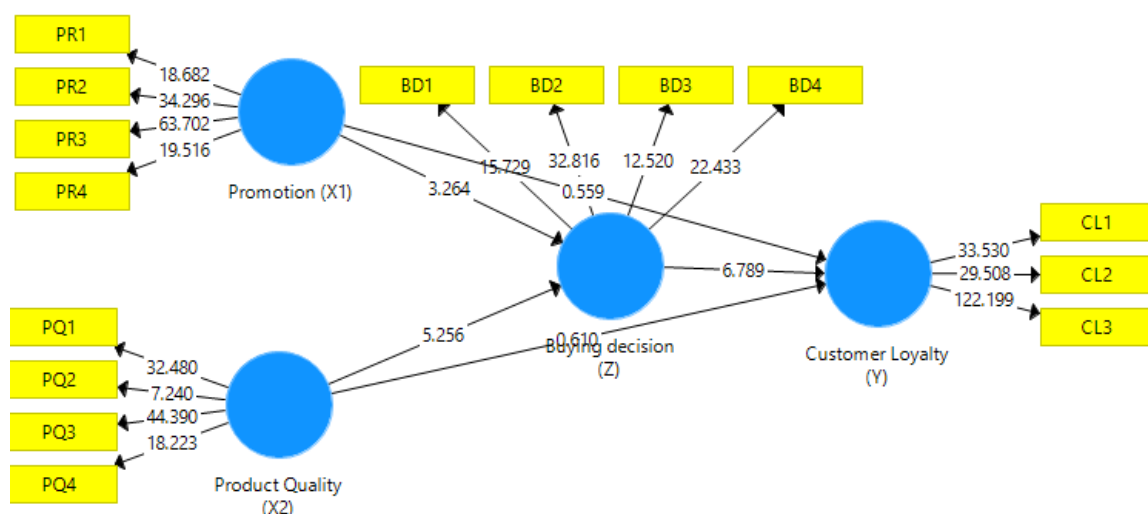 PR1
18.682
PR2
34.296
PR3
63.702
PR4
19.516
Promotion (X1)
BD1
BD2
BD3
BD4
15.729
32.816
12.520
22.433
3.264
0.559
6.789
5.256
0.610
Buying decision
(Z)
CL1
33.530
CL2
29.508
CL3
122.199
Customer Loyalty
(Y)
PQ1
32.480
PQ2
7.240
PQ3
44.390
PQ4
18.223
Product Quality
(X2)